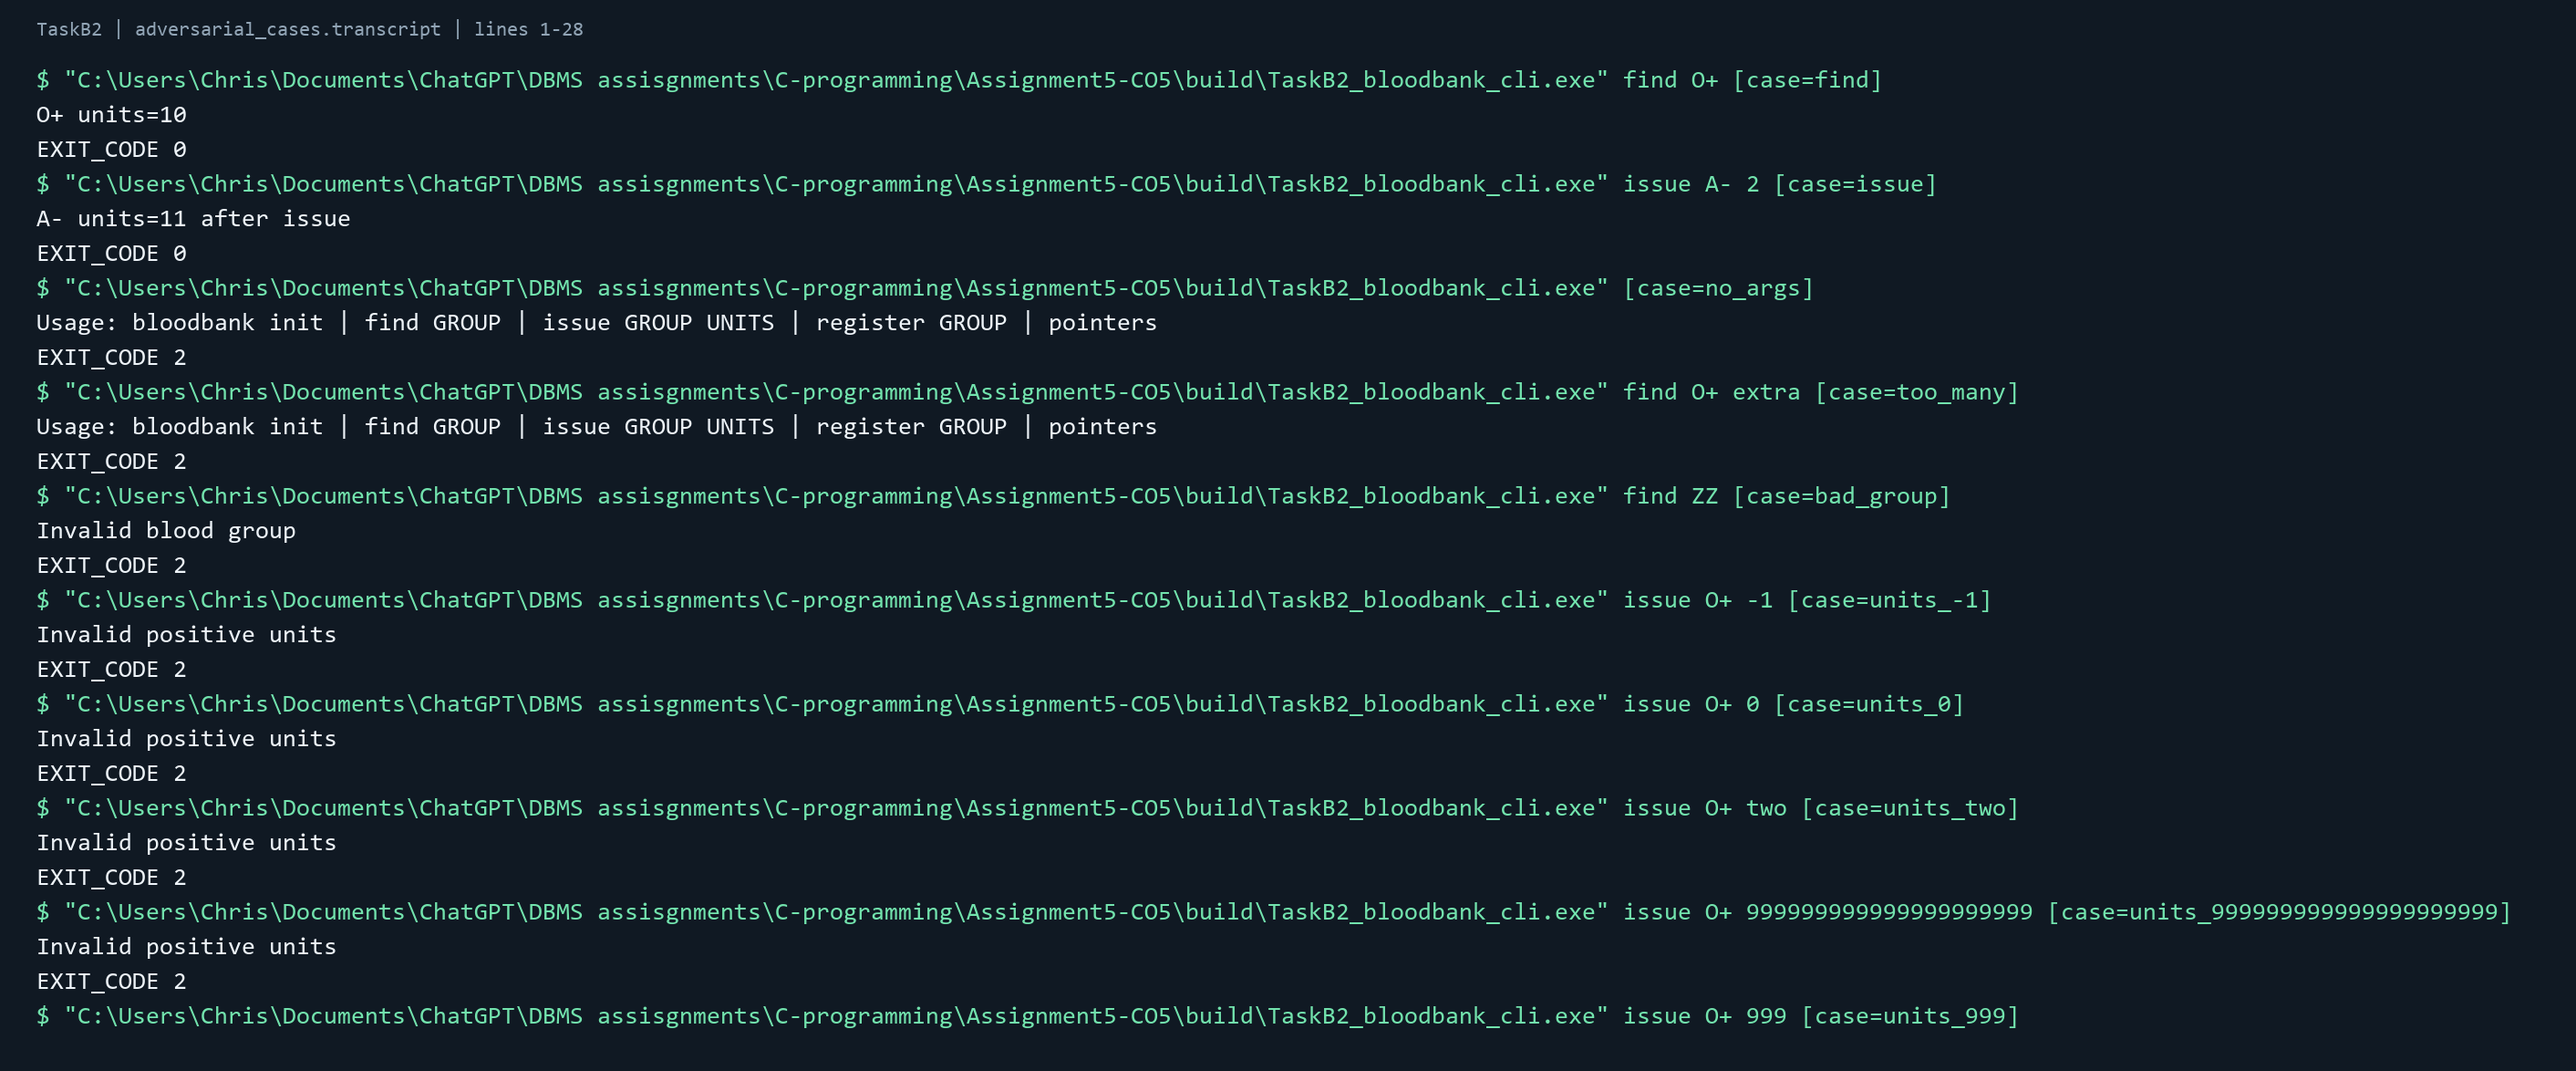 TaskB2 | adversarial_cases.transcript | lines 1-28
$ "C:\Users\Chris\Documents\ChatGPT\DBMS assisgnments\C-programming\Assignment5-CO5\build\TaskB2_bloodbank_cli.exe" find O+ [case=find]
O+ units=10
EXIT_CODE 0
$ "C:\Users\Chris\Documents\ChatGPT\DBMS assisgnments\C-programming\Assignment5-CO5\build\TaskB2_bloodbank_cli.exe" issue A- 2 [case=issue]
A- units=11 after issue
EXIT_CODE 0
$ "C:\Users\Chris\Documents\ChatGPT\DBMS assisgnments\C-programming\Assignment5-CO5\build\TaskB2_bloodbank_cli.exe" [case=no_args]
Usage: bloodbank init | find GROUP | issue GROUP UNITS | register GROUP | pointers
EXIT_CODE 2
$ "C:\Users\Chris\Documents\ChatGPT\DBMS assisgnments\C-programming\Assignment5-CO5\build\TaskB2_bloodbank_cli.exe" find O+ extra [case=too_many]
Usage: bloodbank init | find GROUP | issue GROUP UNITS | register GROUP | pointers
EXIT_CODE 2
$ "C:\Users\Chris\Documents\ChatGPT\DBMS assisgnments\C-programming\Assignment5-CO5\build\TaskB2_bloodbank_cli.exe" find ZZ [case=bad_group]
Invalid blood group
EXIT_CODE 2
$ "C:\Users\Chris\Documents\ChatGPT\DBMS assisgnments\C-programming\Assignment5-CO5\build\TaskB2_bloodbank_cli.exe" issue O+ -1 [case=units_-1]
Invalid positive units
EXIT_CODE 2
$ "C:\Users\Chris\Documents\ChatGPT\DBMS assisgnments\C-programming\Assignment5-CO5\build\TaskB2_bloodbank_cli.exe" issue O+ 0 [case=units_0]
Invalid positive units
EXIT_CODE 2
$ "C:\Users\Chris\Documents\ChatGPT\DBMS assisgnments\C-programming\Assignment5-CO5\build\TaskB2_bloodbank_cli.exe" issue O+ two [case=units_two]
Invalid positive units
EXIT_CODE 2
$ "C:\Users\Chris\Documents\ChatGPT\DBMS assisgnments\C-programming\Assignment5-CO5\build\TaskB2_bloodbank_cli.exe" issue O+ 999999999999999999999 [case=units_999999999999999999999]
Invalid positive units
EXIT_CODE 2
$ "C:\Users\Chris\Documents\ChatGPT\DBMS assisgnments\C-programming\Assignment5-CO5\build\TaskB2_bloodbank_cli.exe" issue O+ 999 [case=units_999]